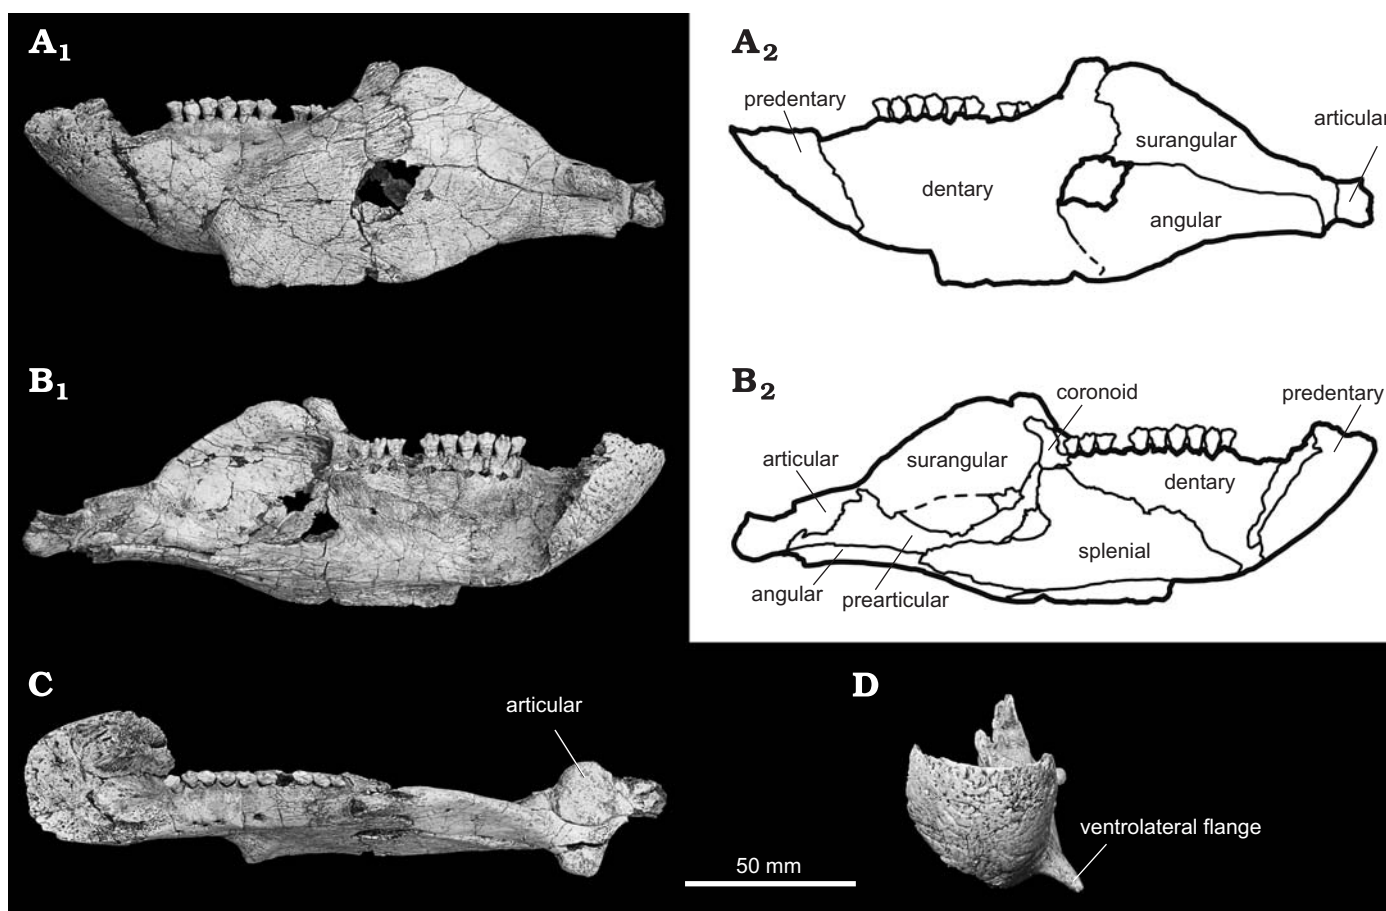 A1
A2
predentary
articular
surangular
dentary
angular
B1
B2
coronoid
predentary
articular
surangular
dentary
splenial
angular
prearticular
C
D
articular
ventrolateral flange
50 mm